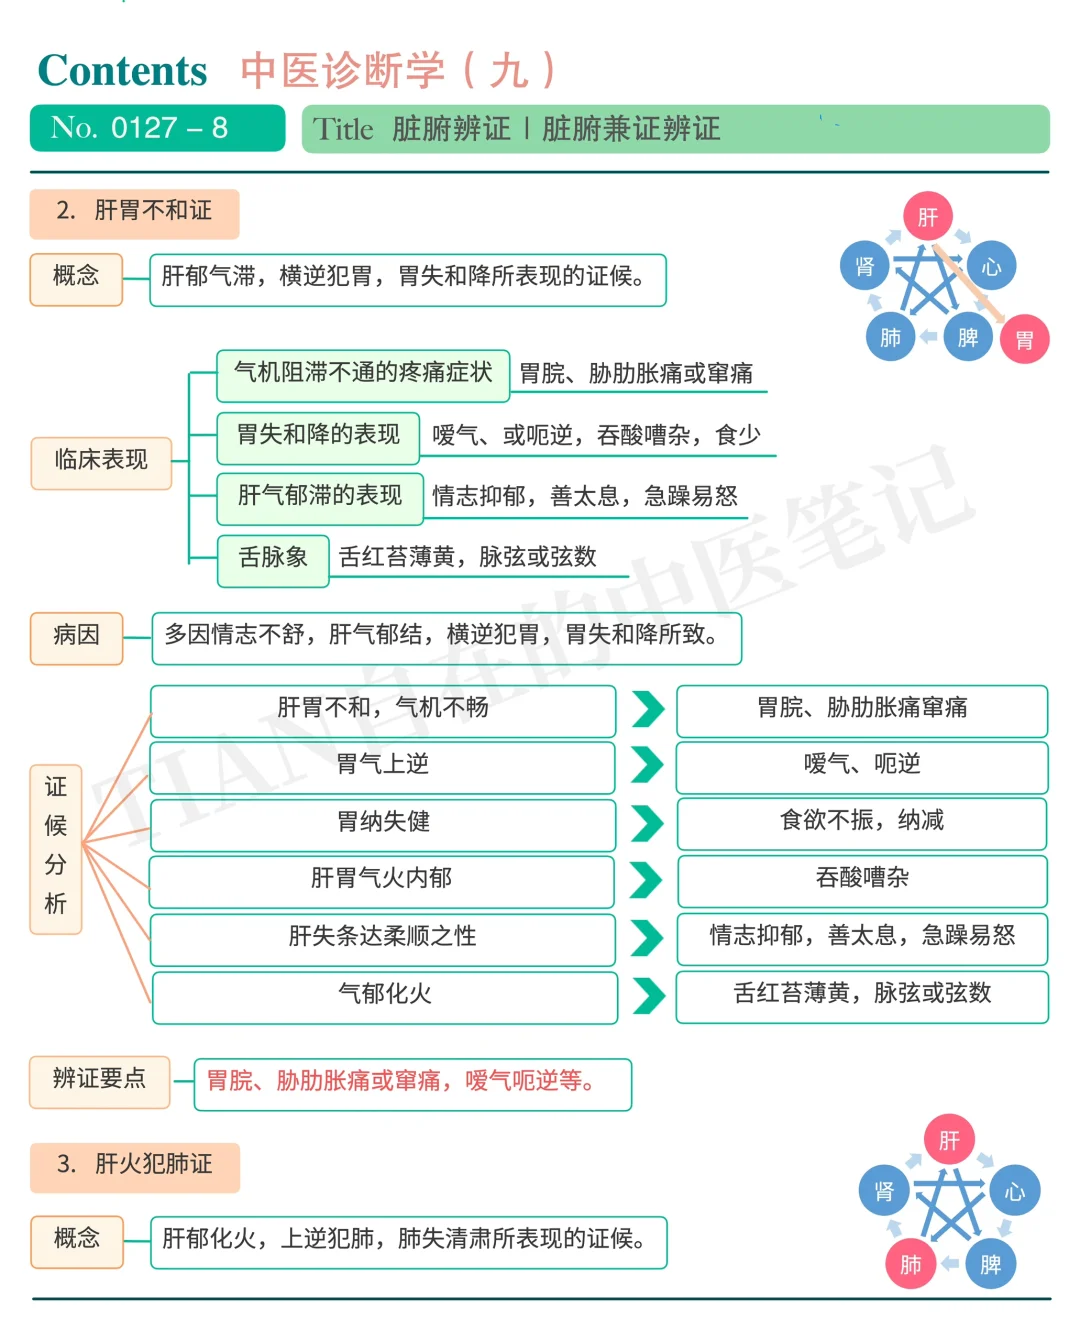 Contents 中医诊断学（九）
No. 0127 – 8
Title 脏腑辨证 | 脏腑兼证辨证
2. 肝胃不和证
概念
肝郁气滞，横逆犯胃，胃失和降所表现的证候。
肝
肾
心
肺
脾
胃
临床表现
气机阻滞不通的疼痛症状
胃脘、胁肋胀痛或窜痛
胃失和降的表现
嗳气、或呃逆，吞酸嘈杂，食少
肝气郁滞的表现
情志抑郁，善太息，急躁易怒
舌脉象
舌红苔薄黄，脉弦或弦数
病因
多因情志不舒，肝气郁结，横逆犯胃，胃失和降所致。
证候分析
肝胃不和，气机不畅
胃脘、胁肋胀痛窜痛
胃气上逆
嗳气、呃逆
胃纳失健
食欲不振，纳减
肝胃气火内郁
吞酸嘈杂
肝失条达柔顺之性
情志抑郁，善太息，急躁易怒
气郁化火
舌红苔薄黄，脉弦或弦数
辨证要点
胃脘、胁肋胀痛或窜痛，嗳气呃逆等。
3. 肝火犯肺证
概念
肝郁化火，上逆犯肺，肺失清肃所表现的证候。
肝
肾
心
肺
脾
TIAN自在的中医笔记